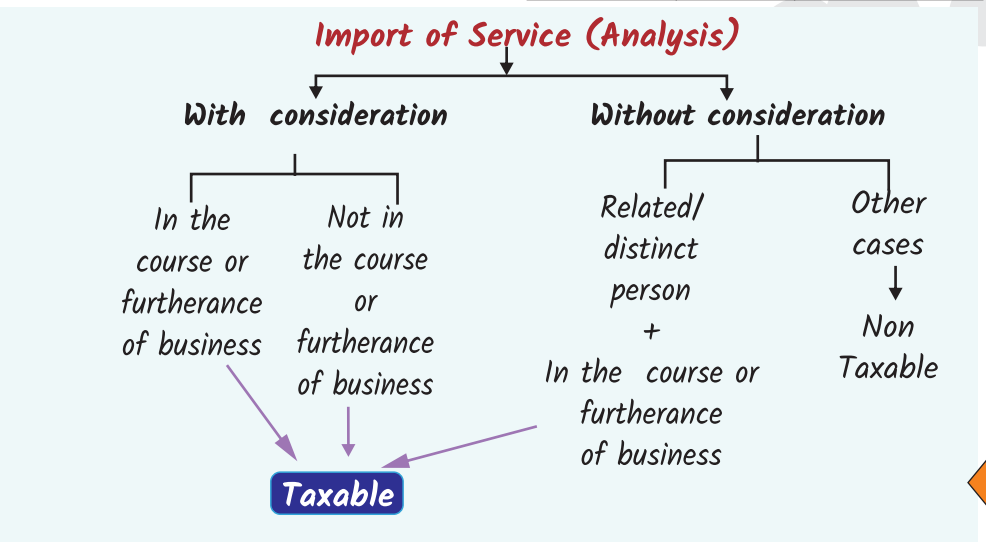 Import of Service (Analysis)
With consideration
Without consideration
In the
course or
furtherance
of business
Not in
the course
or
furtherance
of business
Related/
distinct
person
+
In the course or
furtherance
of business
Other
cases
Non
Taxable
Taxable